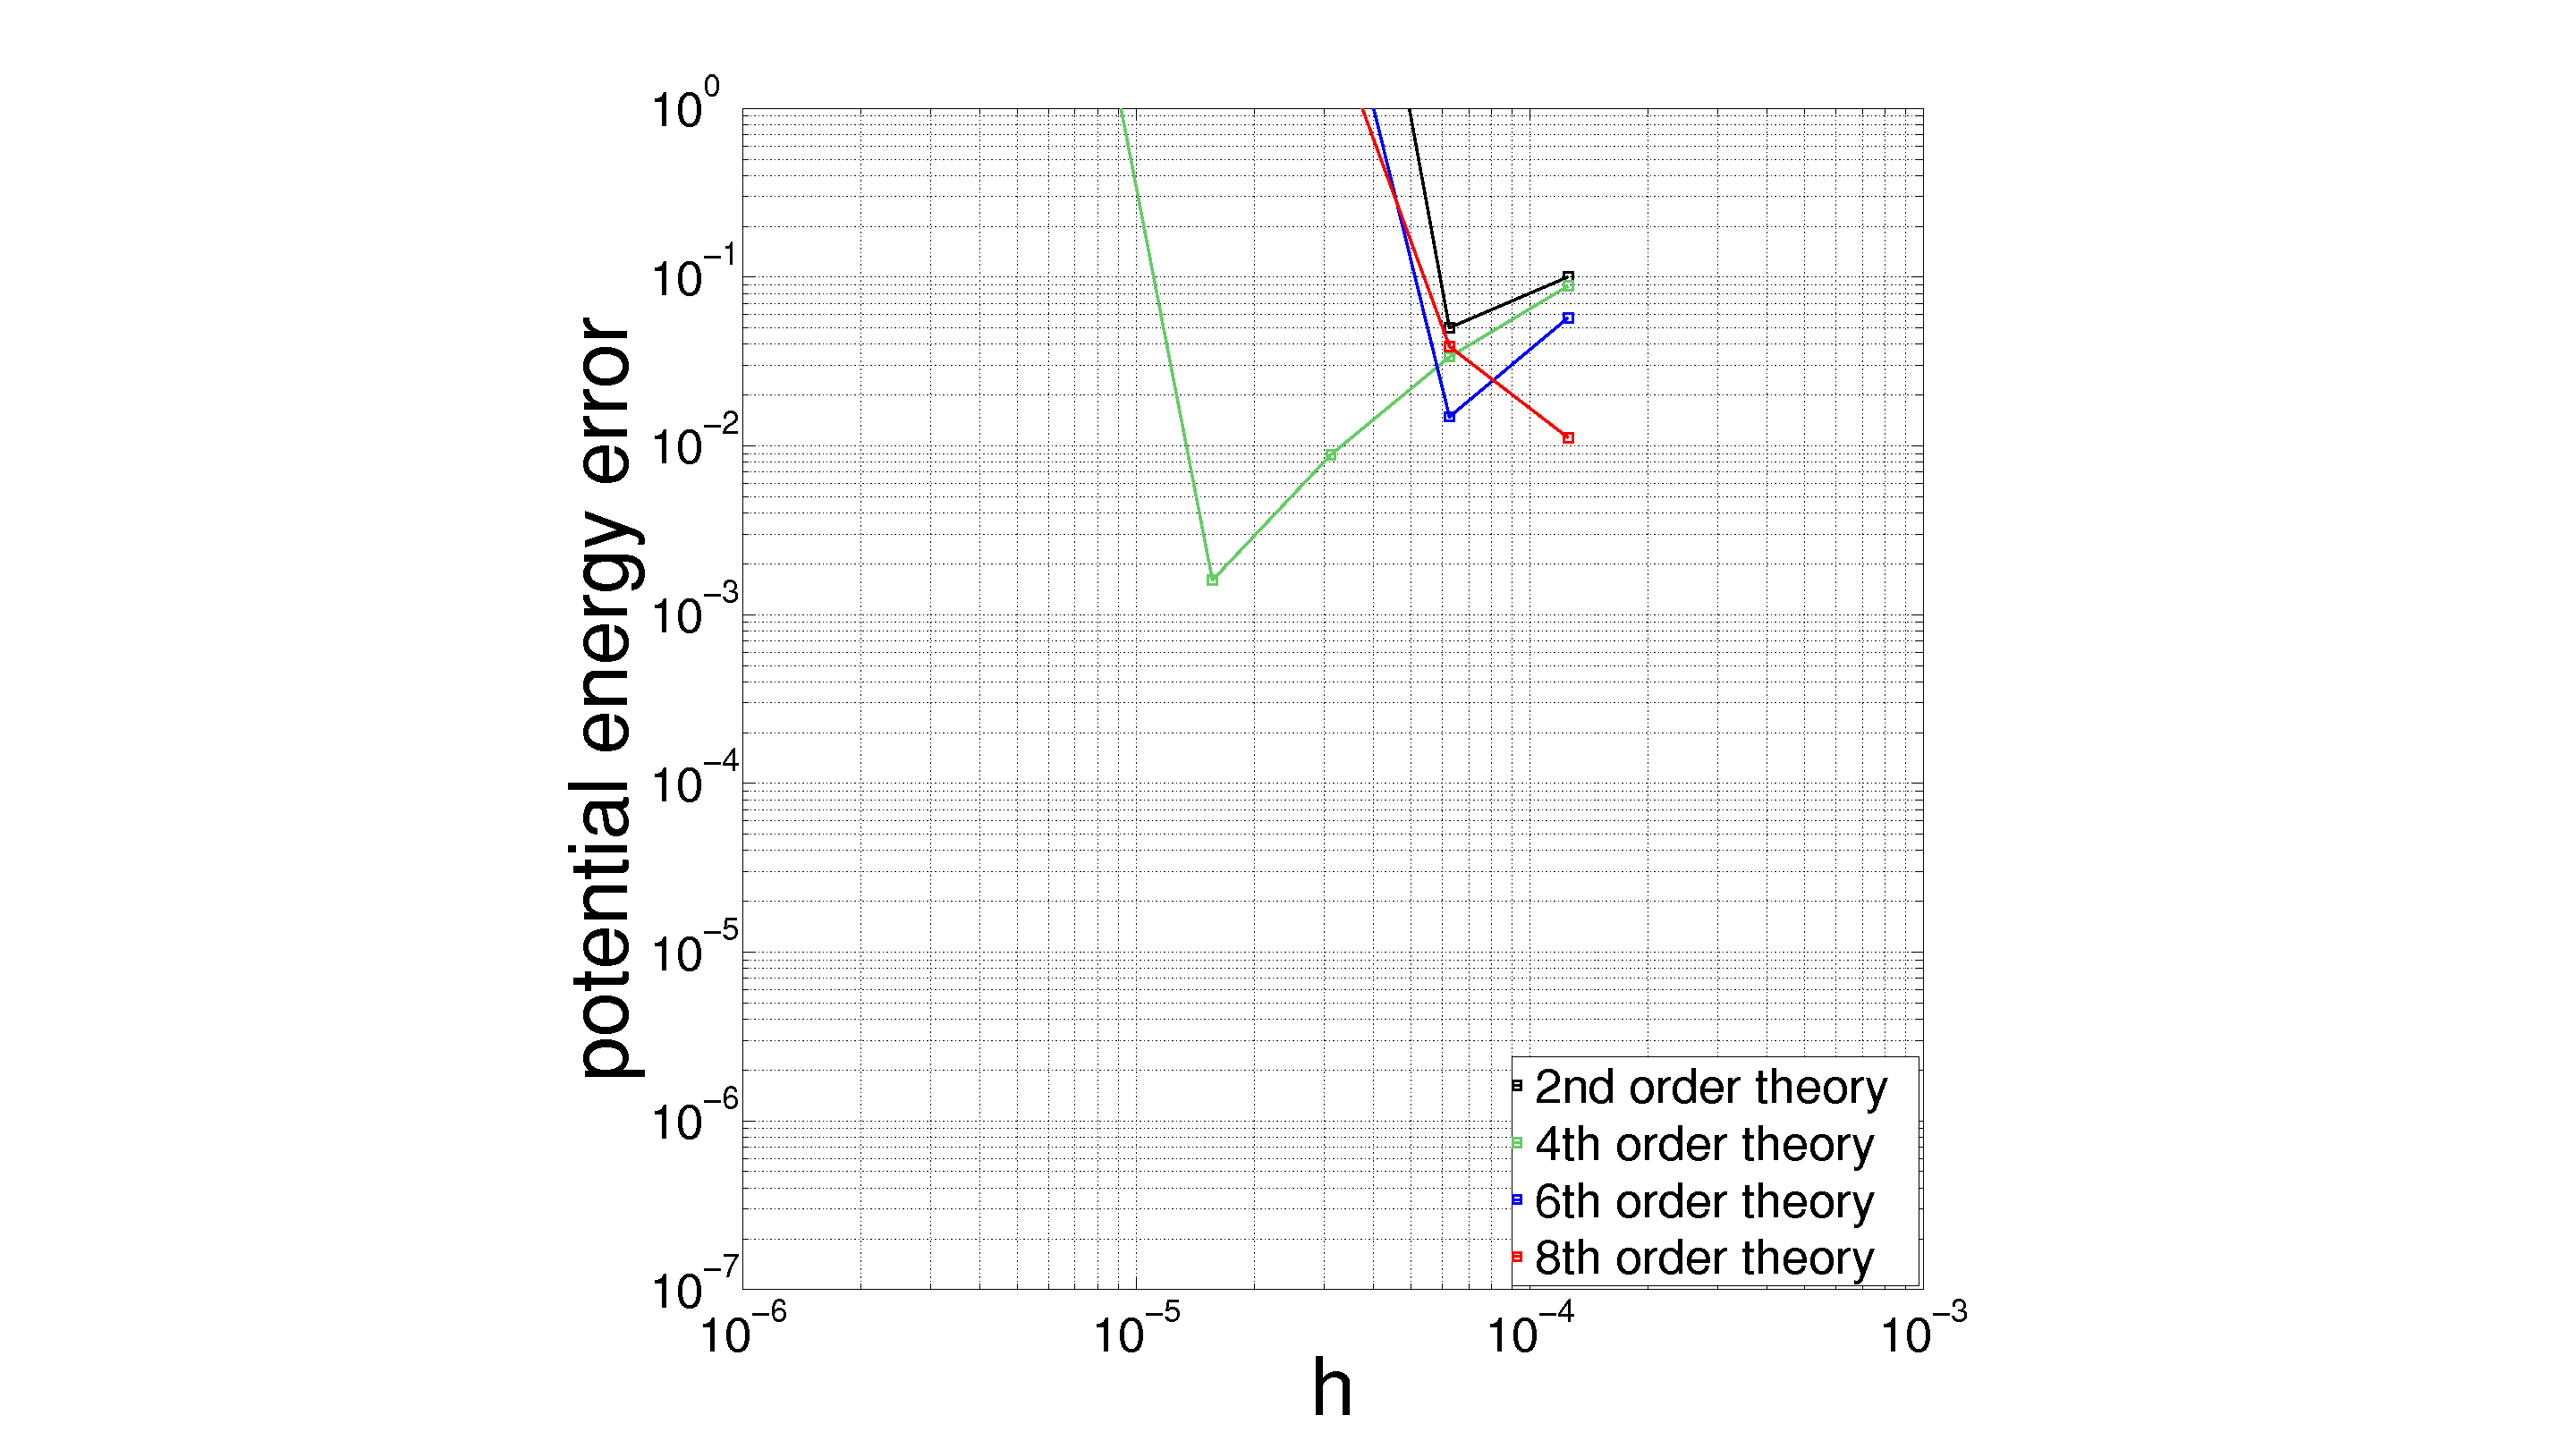 potential energy error
10^0
10^−1
10^−2
10^−3
10^−4
10^−5
10^−6
10^−7
2nd order theory
4th order theory
6th order theory
8th order theory
10^−6 10^−5 10^−4 10^−3
h